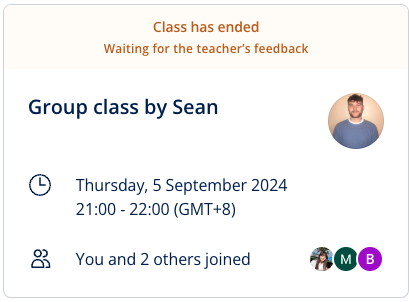 Class has ended
Waiting for the teacher's feedback
Group class by Sean
Thursday, 5 September 2024
21:00 - 22:00 (GMT+8)
You and 2 others joined
M
B